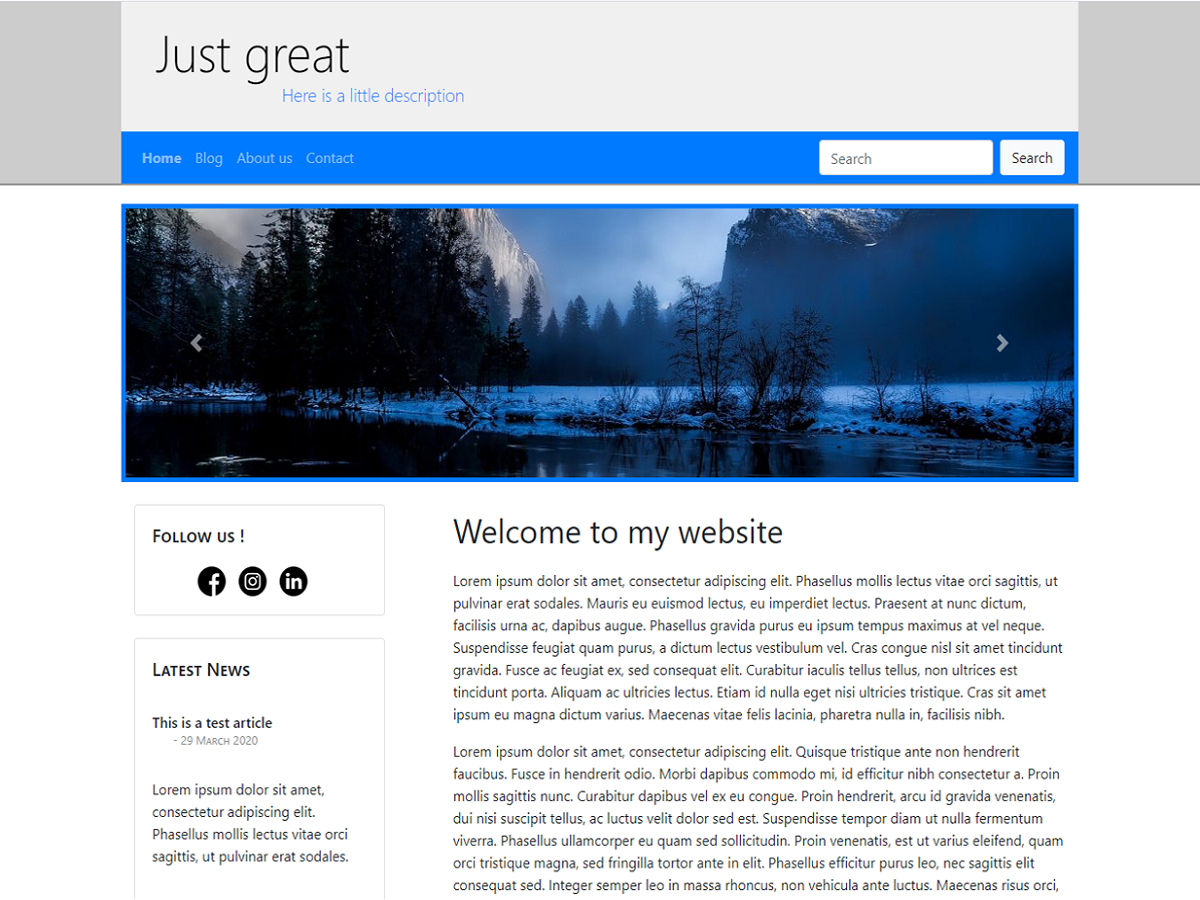 Just great
Here is a little description
Home Blog About us Contact Search Search
Follow us !
Latest News
This is a test article
- 29 March 2020
Lorem ipsum dolor sit amet,
consectetur adipiscing elit.
Phasellus mollis lectus vitae orci
sagittis, ut pulvinar erat sodales.
Welcome to my website
Lorem ipsum dolor sit amet, consectetur adipiscing elit. Phasellus mollis lectus vitae orci sagittis, ut
pulvinar erat sodales. Mauris eu euismod lectus, eu imperdiet lectus. Praesent at nunc dictum,
facilisis urna ac, dapibus augue. Phasellus gravida purus eu ipsum tempus maximus at vel neque.
Suspendisse feugiat quam purus, a dictum lectus vestibulum vel. Cras congue nisl sit amet tincidunt
gravida. Fusce ac feugiat ex, sed consequat elit. Curabitur iaculis tellus tellus, non ultrices est
tincidunt porta. Aliquam ac ultricies lectus. Etiam id nulla eget nisi ultricies tristique. Cras sit amet
ipsum eu magna dictum varius. Maecenas vitae felis lacinia, pharetra nulla in, facilisis nibh.
Lorem ipsum dolor sit amet, consectetur adipiscing elit. Quisque tristique ante non hendrerit
faucibus. Fusce in hendrerit odio. Morbi dapibus commodo mi, id efficitur nibh consectetur a. Proin
mollis sagittis nunc. Curabitur dapibus vel ex eu congue. Proin hendrerit, arcu id gravida venenatis,
dui nisi suscipit tellus, ac luctus velit dolor sed est. Suspendisse tempor diam ut nulla fermentum
viverra. Phasellus ullamcorper eu quam sed sollicitudin. Proin venenatis, est ut varius eleifend, quam
orci tristique magna, sed fringilla tortor ante in elit. Phasellus efficitur purus leo, nec sagittis elit
consequat sed. Integer semper leo in massa rhoncus, non vehicula ante luctus. Maecenas risus orci,